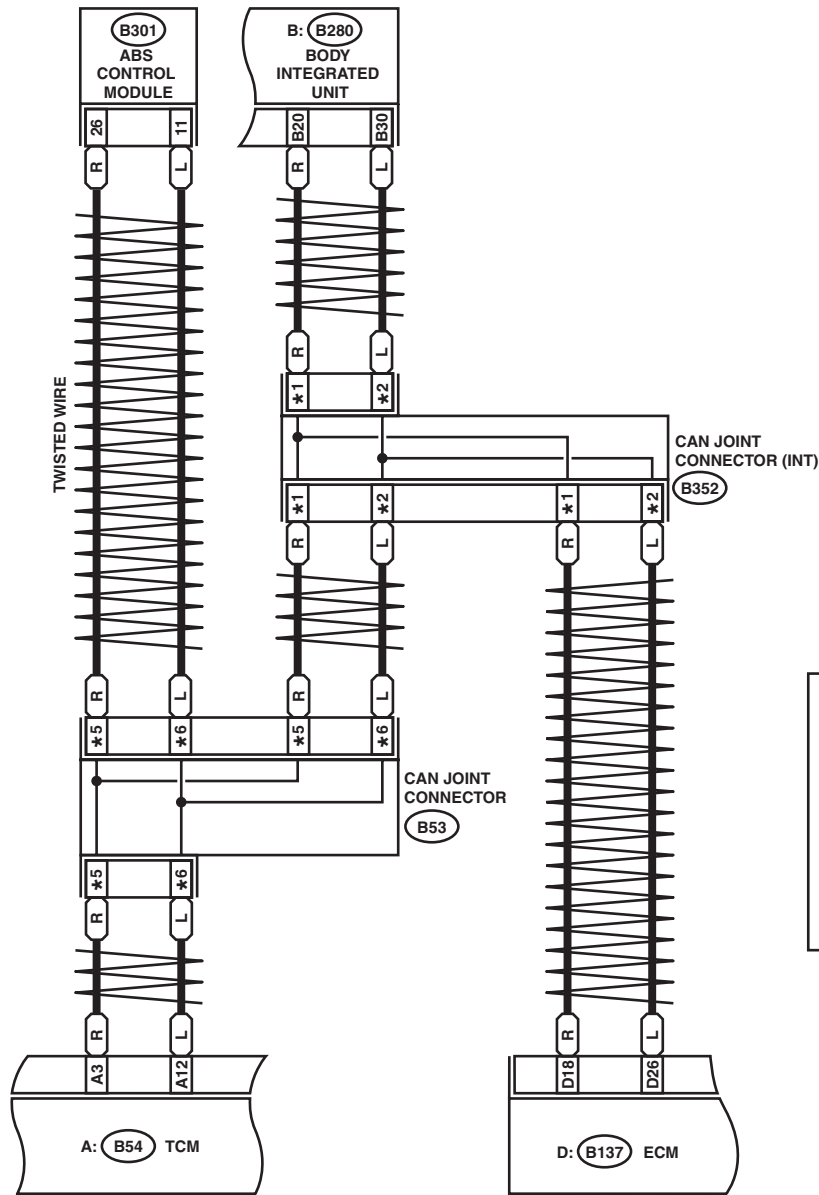 B301
ABS
CONTROL
MODULE
B: B280
BODY
INTEGRATED
UNIT
26
11
B20
B30
R
L
R
L
TWISTED WIRE
R
L
*1
*2
CAN JOINT
CONNECTOR (INT)
B352
*1
*2
*1
*2
R
L
R
L
R
L
R
L
*5
*6
*5
*6
CAN JOINT
CONNECTOR
B53
*5
*6
R
L
R
L
R
L
A3
A12
D18
D26
A: B54 TCM
D: B137 ECM